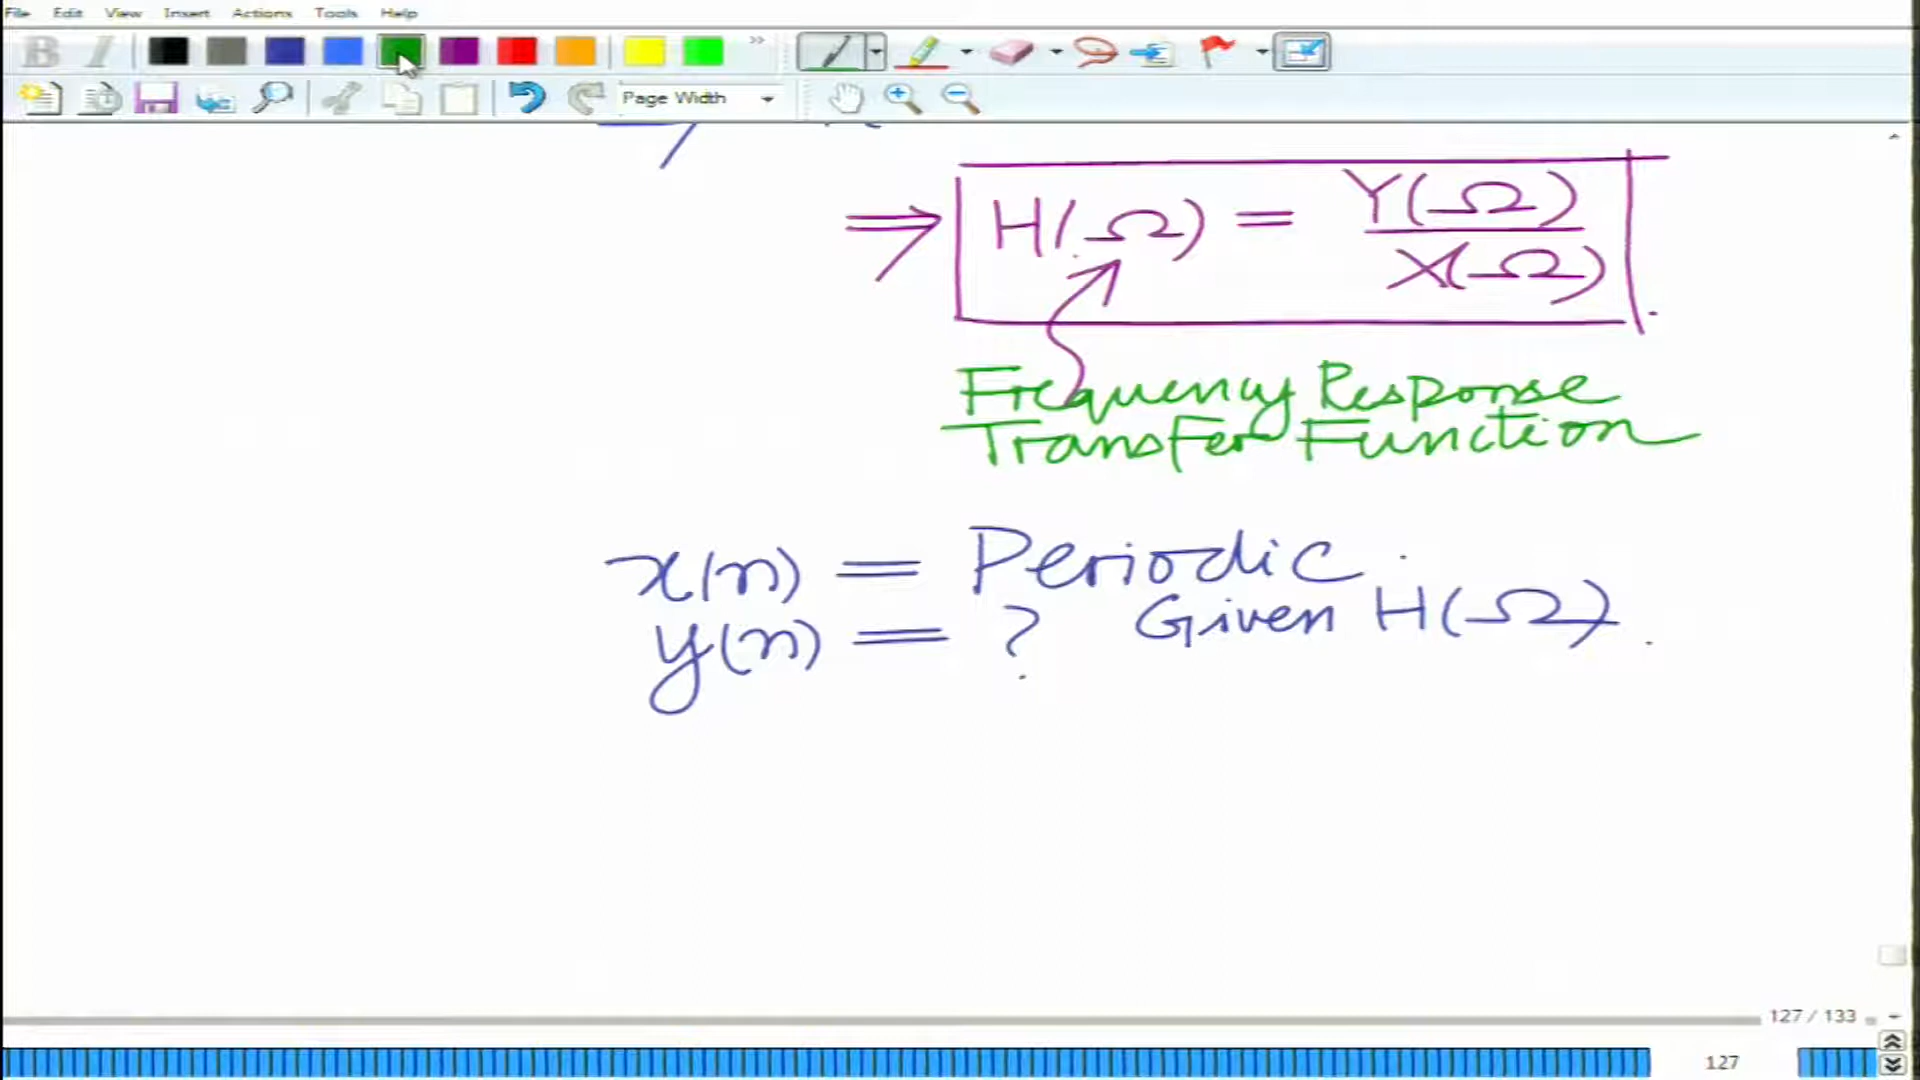 File Edit View Insert Actions Tools Help
B I
Page Width
⇒ H(Ω) = Y(Ω) / X(Ω) .
Frequency Response
Transfer Function
x(n) = Periodic .
y(n) = ? Given H(Ω) .
127 / 133
127